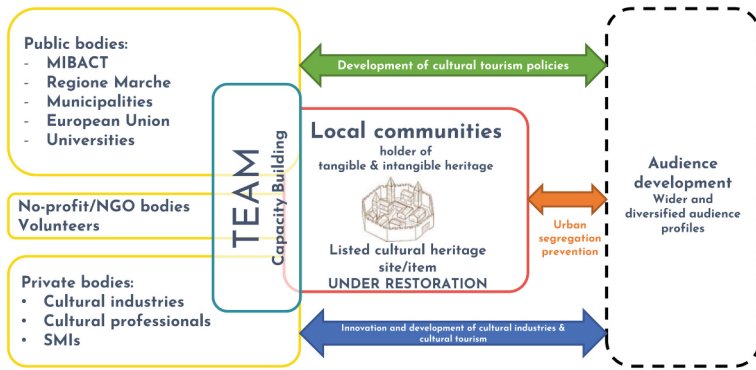 Public bodies:
- MIBACT
- Regione Marche
- Municipalities
- European Union
- Universities
No-profit/NGO bodies
Volunteers
Private bodies:
• Cultural industries
• Cultural professionals
• SMIs
TEAM
Capacity Building
Local communities
holder of
tangible & intangible heritage
Listed cultural heritage
site/item
UNDER RESTORATION
Development of cultural tourism policies
Urban
segregation
prevention
Innovation and development of cultural industries &
cultural tourism
Audience
development
Wider and
diversified audience
profiles